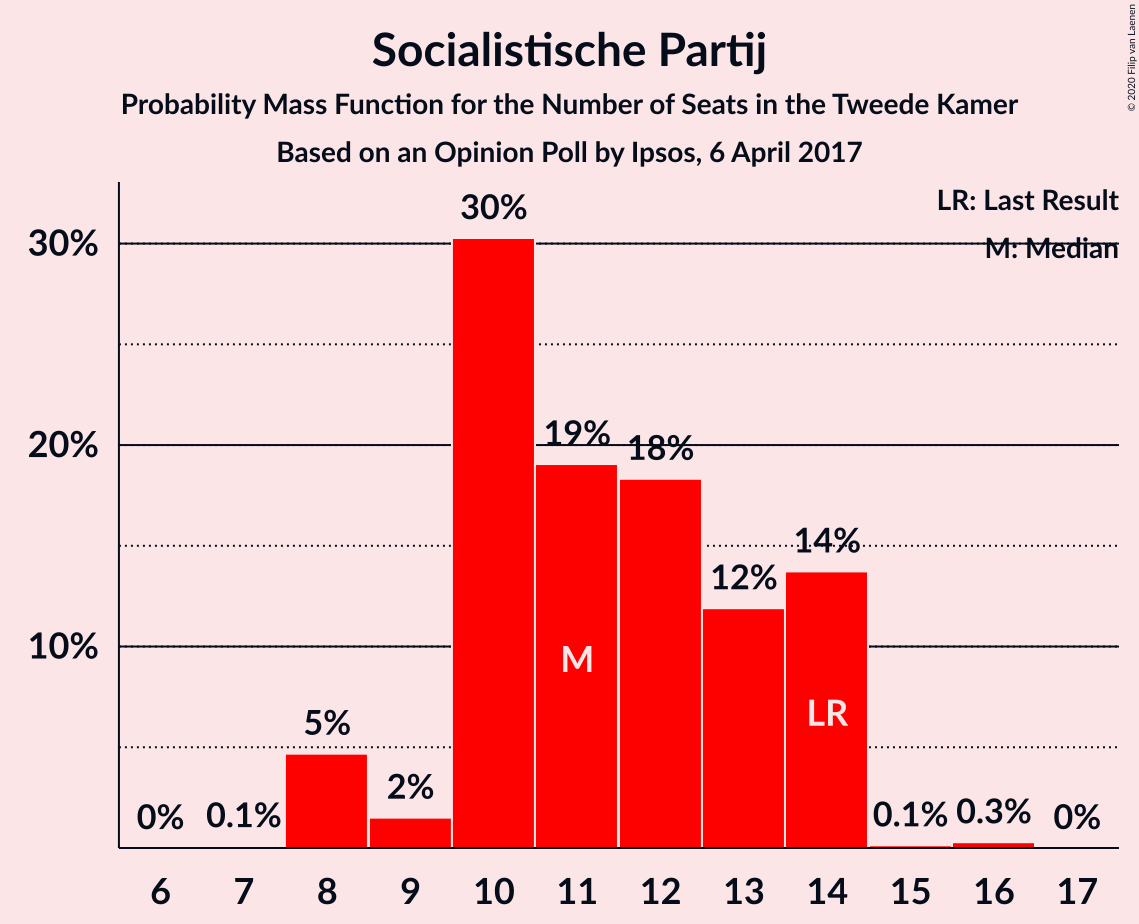 Socialistische Partij
Probability Mass Function for the Number of Seats in the Tweede Kamer
Based on an Opinion Poll by Ipsos, 6 April 2017
© 2020 Filip van Laenen
LR: Last Result
M: Median
30%
20%
10%
0% 0.1% 5% 2% 30% 19% 18% 12% 14% 0.1% 0.3% 0%
M
LR
6 7 8 9 10 11 12 13 14 15 16 17